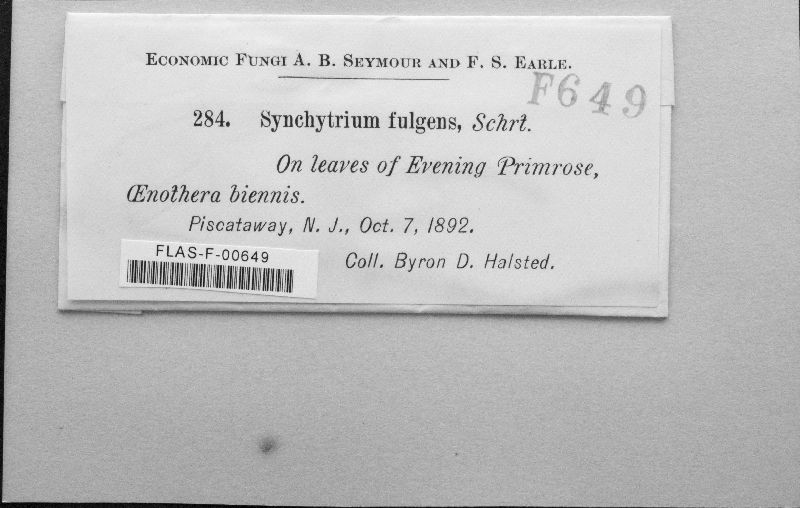 ECONOMIC FUNGI A. B. SEYMOUR AND F. S. EARLE.
F649
284. Synchytrium fulgens, Schrt.
On leaves of Evening Primrose,
Œnothera biennis.
Piscataway, N. J., Oct. 7, 1892.
FLAS-F-00649
Coll. Byron D. Halsted.